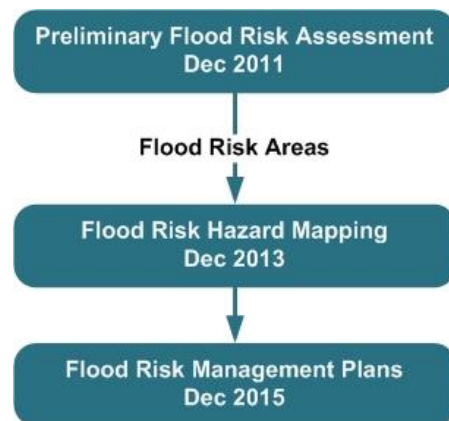 Preliminary Flood Risk Assessment
Dec 2011
Flood Risk Areas
Flood Risk Hazard Mapping
Dec 2013
Flood Risk Management Plans
Dec 2015